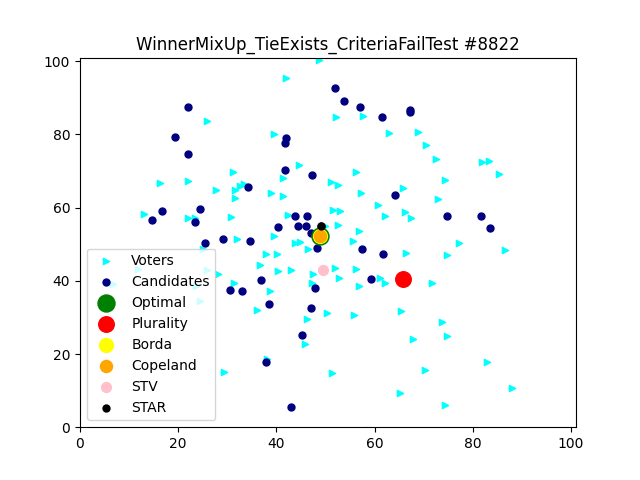 WinnerMixUp_TieExists_CriteriaFailTest #8822
100
80
60
40
20
0
Voters
Candidates
Optimal
Plurality
Borda
Copeland
STV
STAR
0 20 40 60 80 100